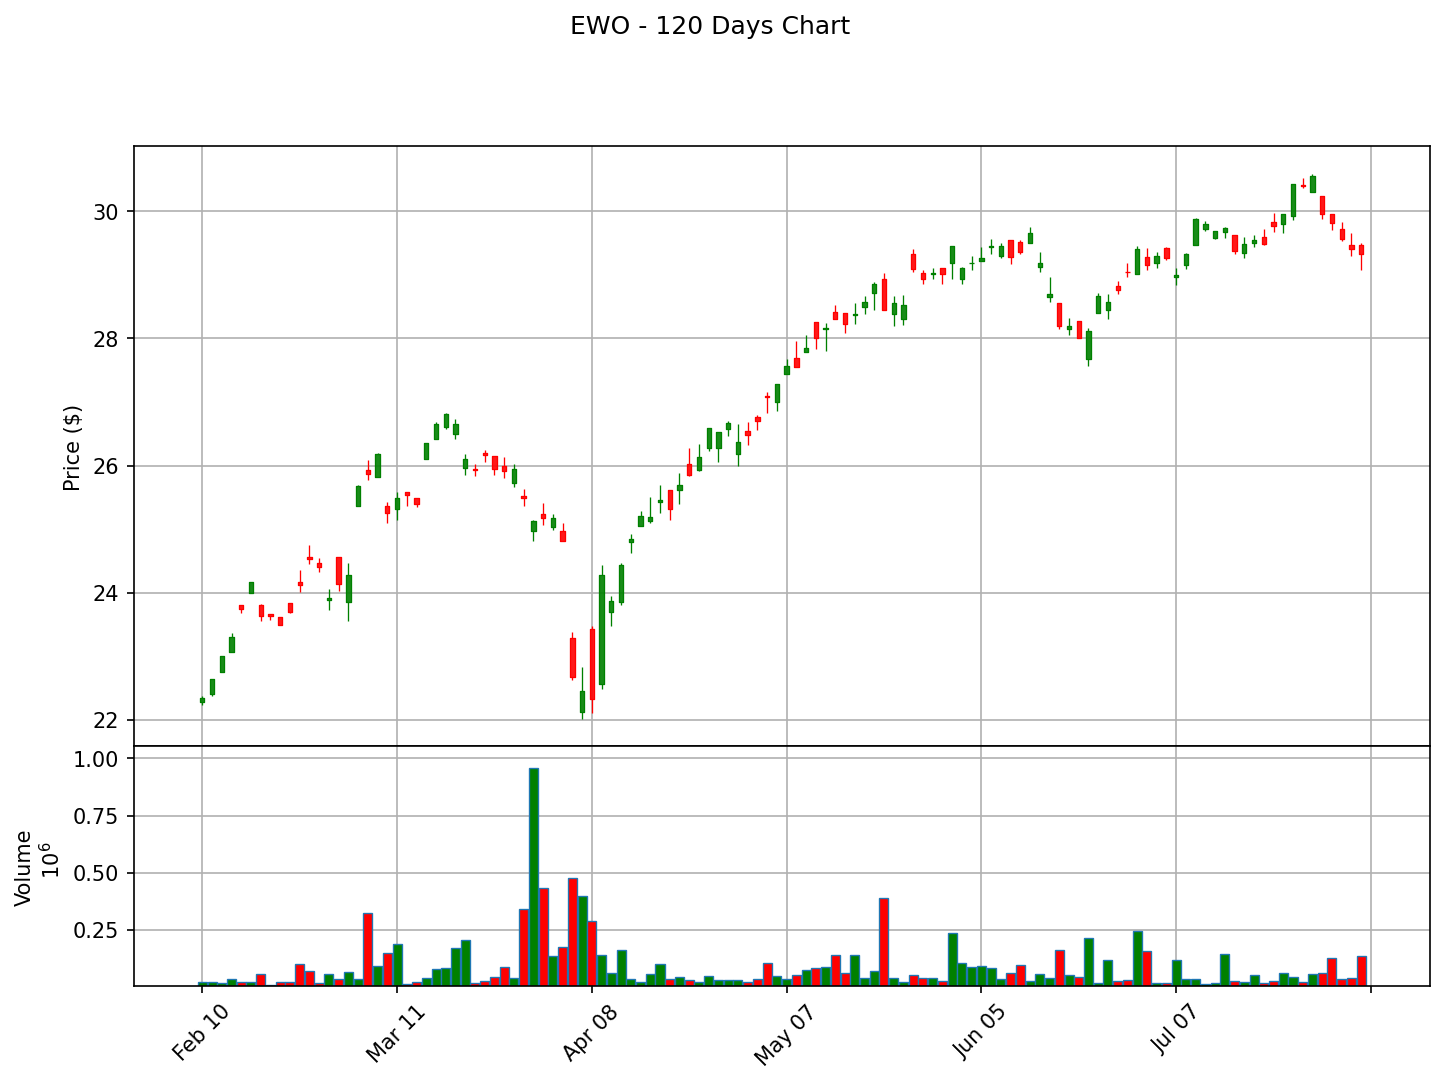 EWO - 120 Days Chart
Price ($)
30
28
26
24
22
Volume
10^6
1.00
0.75
0.50
0.25
Feb 10
Mar 11
Apr 08
May 07
Jun 05
Jul 07